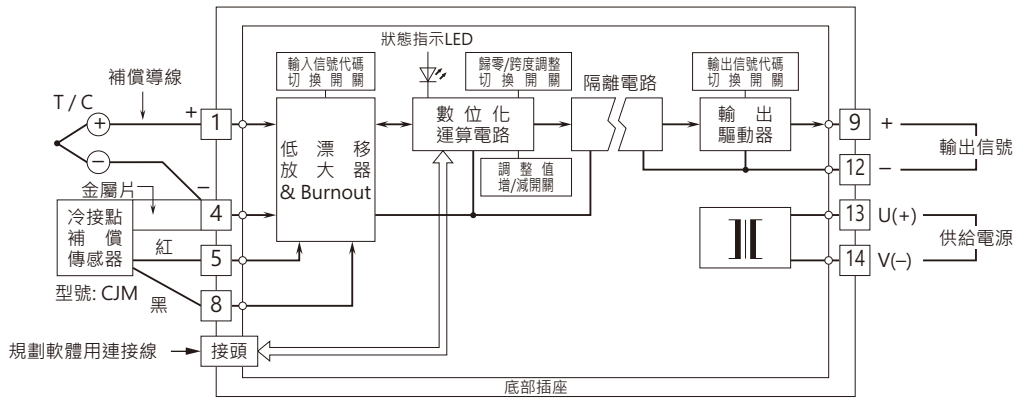 狀態指示LED
輸入信號代碼
切換開關
歸零/跨度調整
切換開關
輸出信號代碼
切換開關
補償導線
隔離電路
T / C
+
1
+
−
低漂移
放大器
& Burnout
數位化
運算電路
輸出
驅動器
9
+
輸出信號
12
−
調整值
增/減開關
金屬片
−
4
冷接點
補償
傳感器
紅
5
型號: CJM
黑
8
13
U(+)
供給電源
14
V(−)
規劃軟體用連接線
接頭
底部插座